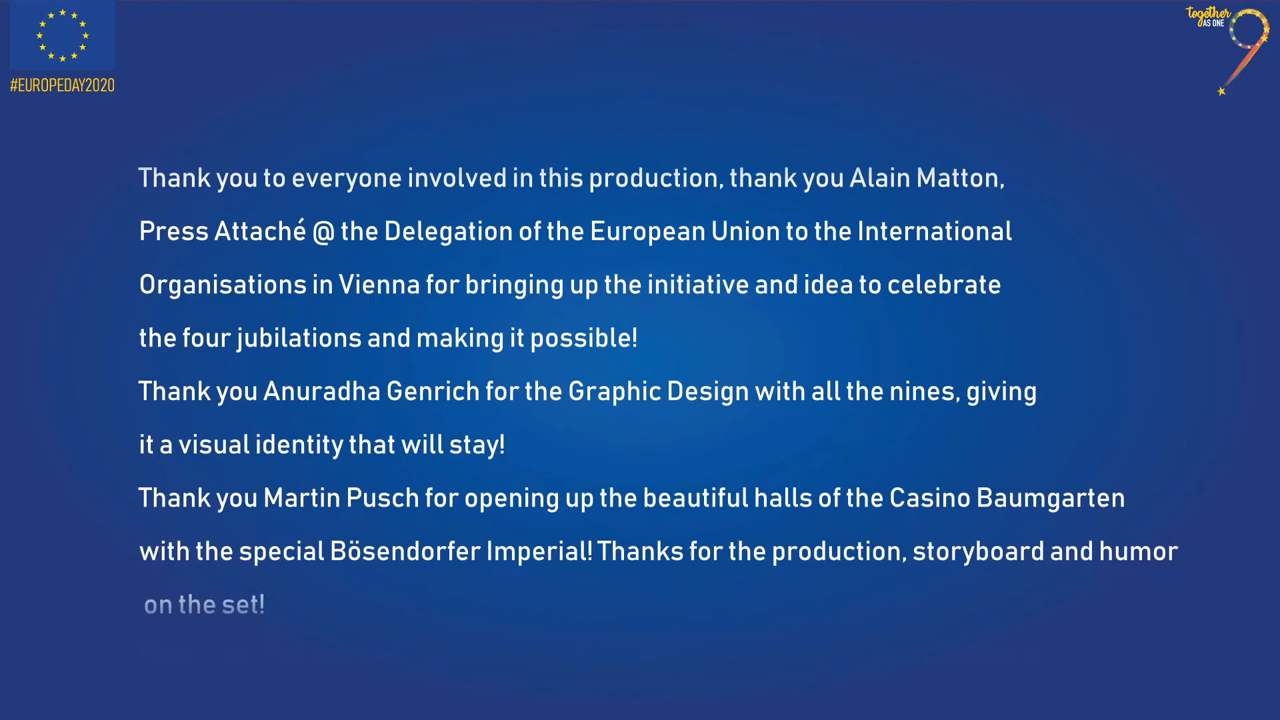 #EUROPEDAY2020
together
AS ONE
9
Thank you to everyone involved in this production, thank you Alain Matton,
Press Attaché @ the Delegation of the European Union to the International
Organisations in Vienna for bringing up the initiative and idea to celebrate
the four jubilations and making it possible!
Thank you Anuradha Genrich for the Graphic Design with all the nines, giving
it a visual identity that will stay!
Thank you Martin Pusch for opening up the beautiful halls of the Casino Baumgarten
with the special Bösendorfer Imperial! Thanks for the production, storyboard and humor
on the set!